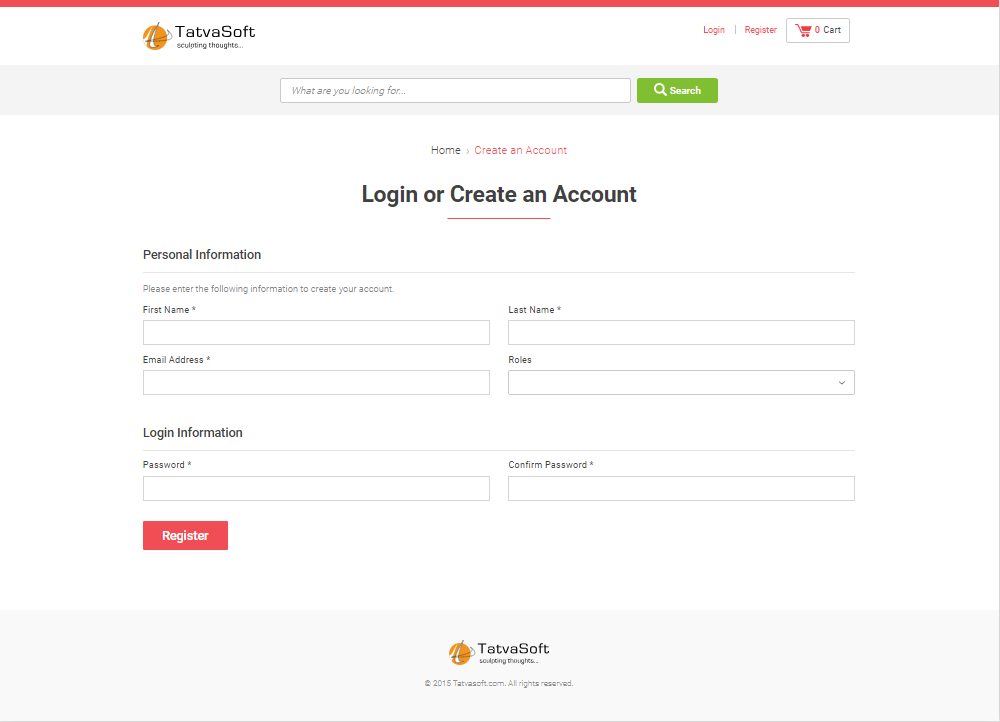 TatvaSoft
sculpting thoughts...
Login | Register 0 Cart
What are you looking for... Search
Home › Create an Account
Login or Create an Account
Personal Information
Please enter the following information to create your account.
First Name * Last Name *
Email Address * Roles
Login Information
Password * Confirm Password *
Register
TatvaSoft
sculpting thoughts...
© 2015 Tatvasoft.com. All rights reserved.